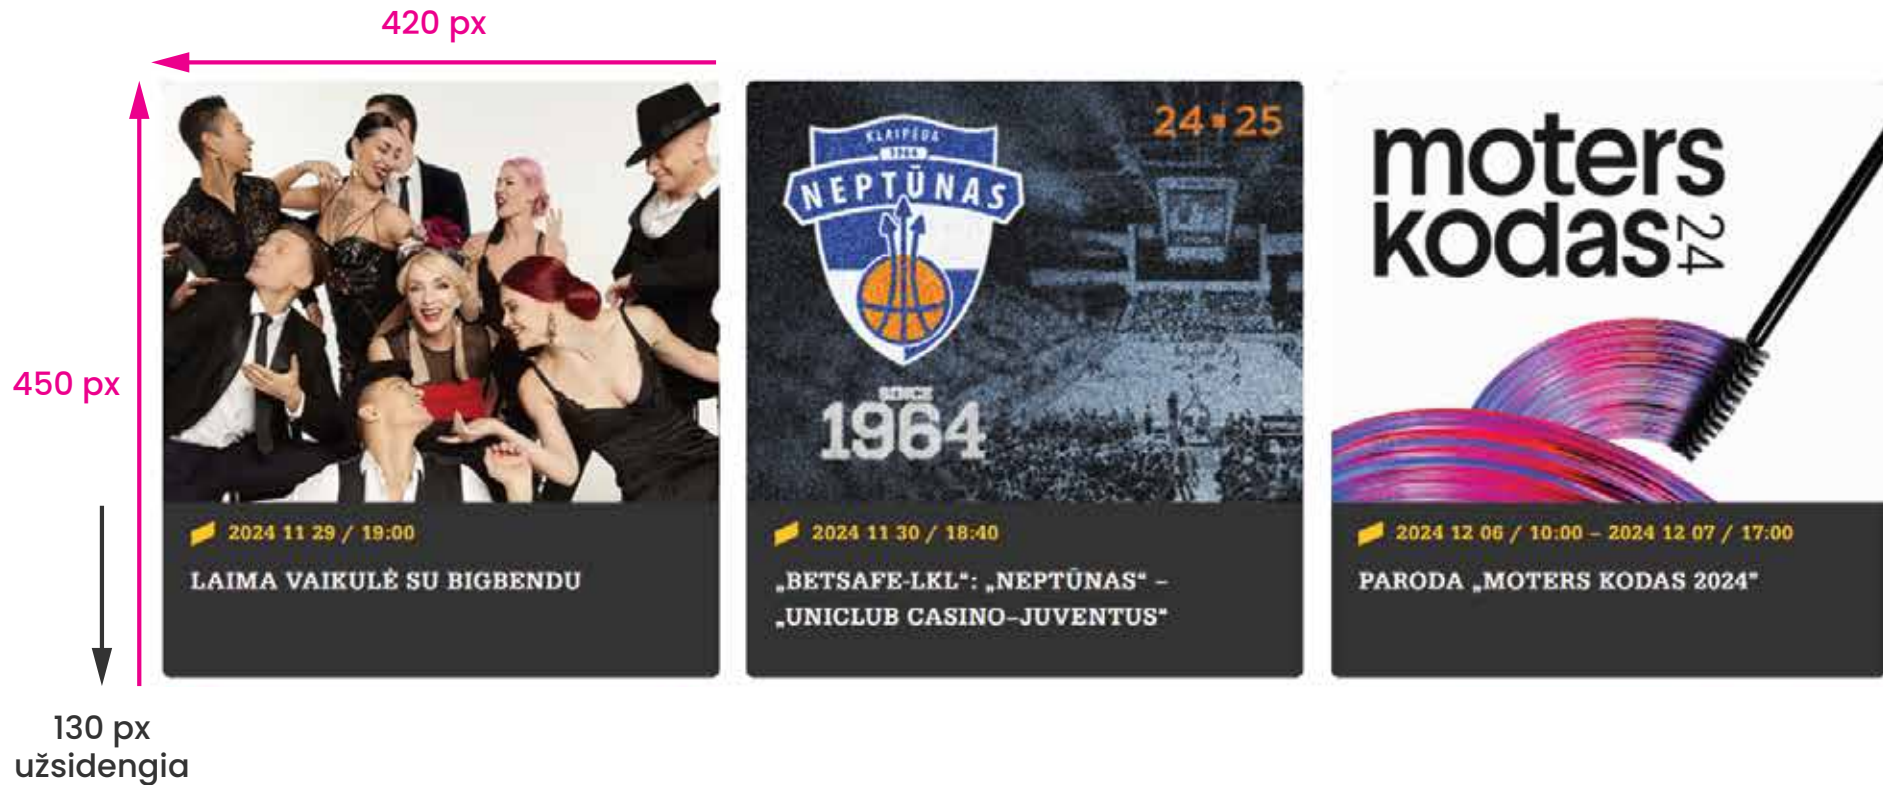 420 px
450 px
130 px
užsidengia
2024 11 29 / 19:00
LAIMA VAIKULĖ SU BIGBENDU
24 25
KLAIPĖDA
1964
NEPTŪNAS
SINCE
1964
2024 11 30 / 18:40
„BETSAFE-LKL“: „NEPTŪNAS“ –
„UNICLUB CASINO–JUVENTUS“
moters
kodas 24
2024 12 06 / 10:00 – 2024 12 07 / 17:00
PARODA „MOTERS KODAS 2024“